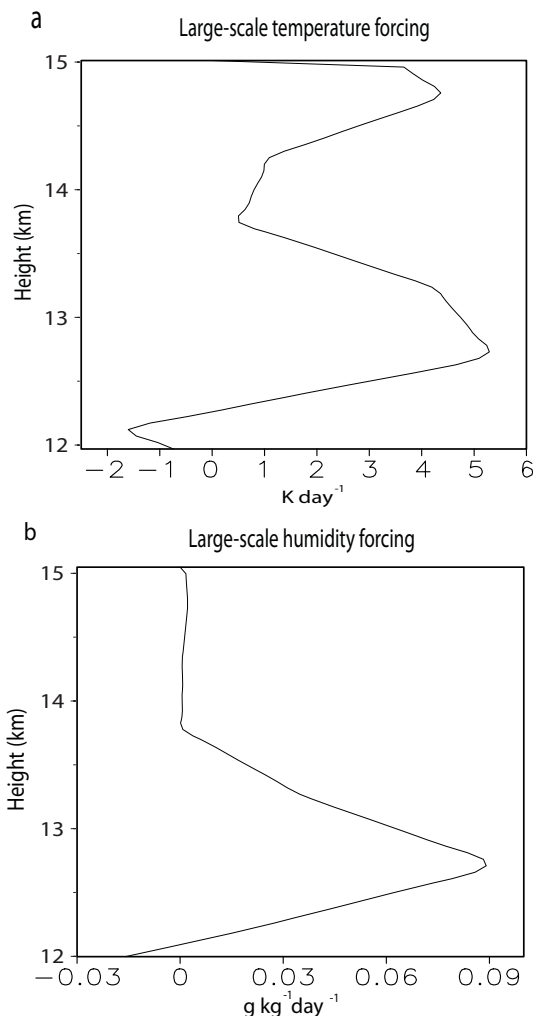 a
Large-scale temperature forcing
15
14
13
12
Height (km)
−2 −1 0 1 2 3 4 5 6
K day-1
b
Large-scale humidity forcing
15
14
13
12
Height (km)
−0.03 0 0.03 0.06 0.09
g kg-1day -1